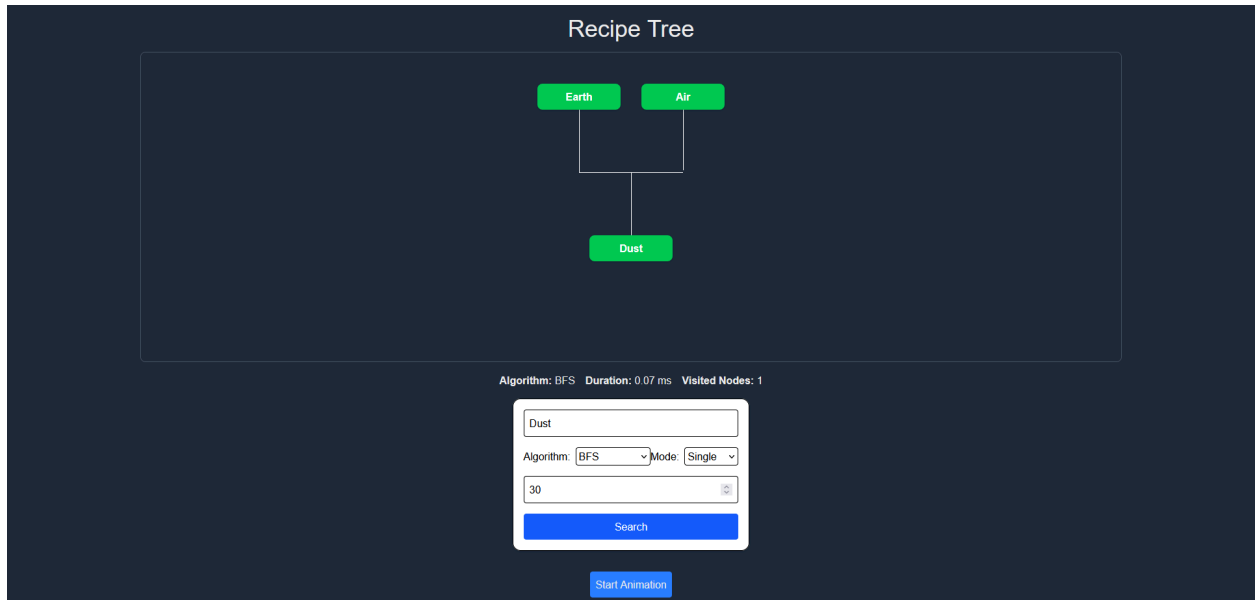 Recipe Tree
Earth Air
Dust
Algorithm: BFS Duration: 0.07 ms Visited Nodes: 1
Dust
Algorithm: BFS Mode: Single
30
Search
Start Animation